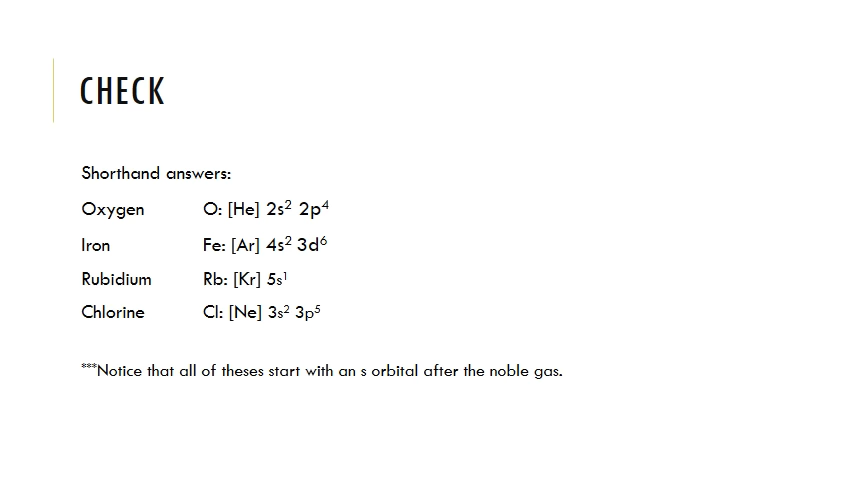 CHECK
Shorthand answers:
Oxygen O: [He] 2s² 2p⁴
Iron Fe: [Ar] 4s² 3d⁶
Rubidium Rb: [Kr] 5s¹
Chlorine Cl: [Ne] 3s² 3p⁵
***Notice that all of theses start with an s orbital after the noble gas.